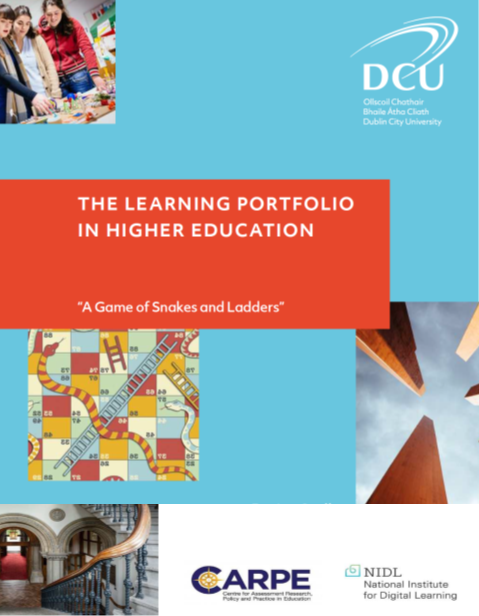 DCU
Ollscoil Chathair
Bhaile Átha Cliath
Dublin City University
THE LEARNING PORTFOLIO
IN HIGHER EDUCATION
"A Game of Snakes and Ladders"
CARPE
Centre for Assessment Research,
Policy and Practice in Education
NIDL
National Institute
for Digital Learning